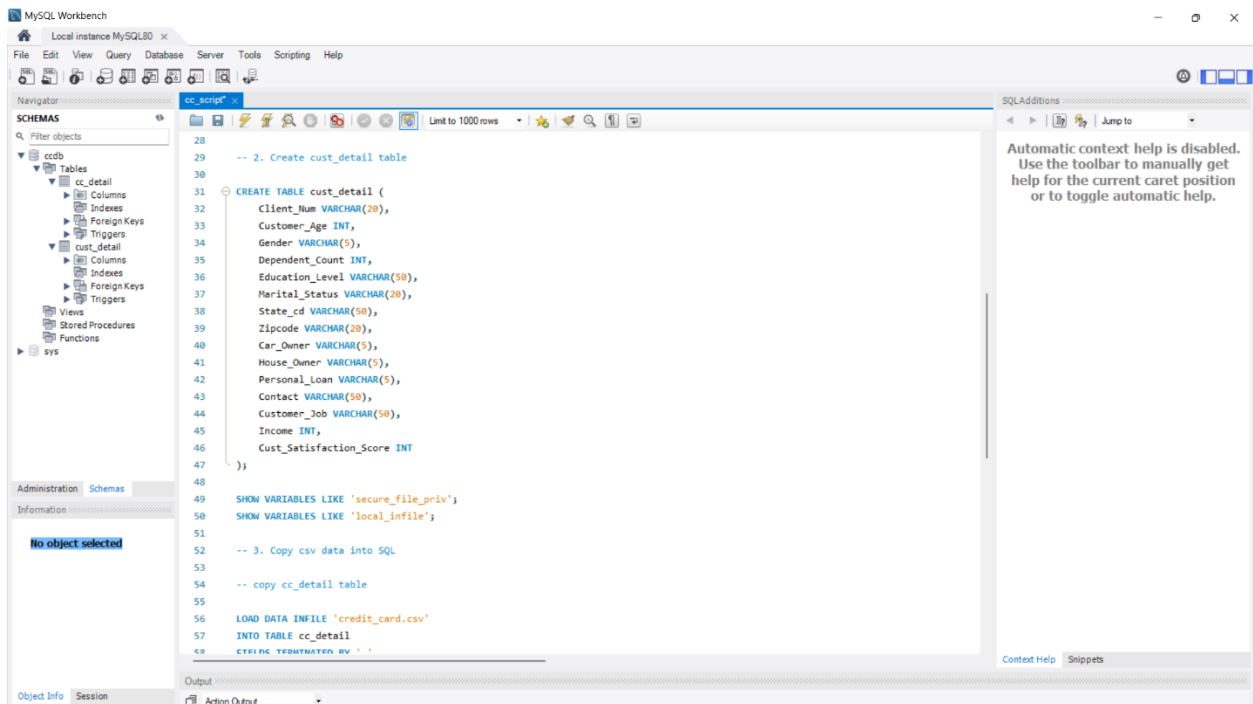 MySQL Workbench
Local instance MySQL80
File Edit View Query Database Server Tools Scripting Help
Navigator
SCHEMAS
Filter objects
ccdb
Tables
cc_detail
Columns
Indexes
Foreign Keys
Triggers
cust_detail
Columns
Indexes
Foreign Keys
Triggers
Views
Stored Procedures
Functions
sys
Administration Schemas
Information
No object selected
Object Info Session
cc_script*
Limit to 1000 rows
28
29 -- 2. Create cust_detail table
30
31 CREATE TABLE cust_detail (
32 Client_Num VARCHAR(20),
33 Customer_Age INT,
34 Gender VARCHAR(5),
35 Dependent_Count INT,
36 Education_Level VARCHAR(50),
37 Marital_Status VARCHAR(20),
38 State_cd VARCHAR(50),
39 Zipcode VARCHAR(20),
40 Car_Owner VARCHAR(5),
41 House_Owner VARCHAR(5),
42 Personal_Loan VARCHAR(5),
43 Contact VARCHAR(50),
44 Customer_Job VARCHAR(50),
45 Income INT,
46 Cust_Satisfaction_Score INT
47 );
48
49 SHOW VARIABLES LIKE 'secure_file_priv';
50 SHOW VARIABLES LIKE 'local_infile';
51
52 -- 3. Copy csv data into SQL
53
54 -- copy cc_detail table
55
56 LOAD DATA INFILE 'credit_card.csv'
57 INTO TABLE cc_detail
58 FIELDS TERMINATED BY ','
Output
Action Output
SQLAdditions
Jump to
Automatic context help is disabled.
Use the toolbar to manually get
help for the current caret position
or to toggle automatic help.
Context Help Snippets